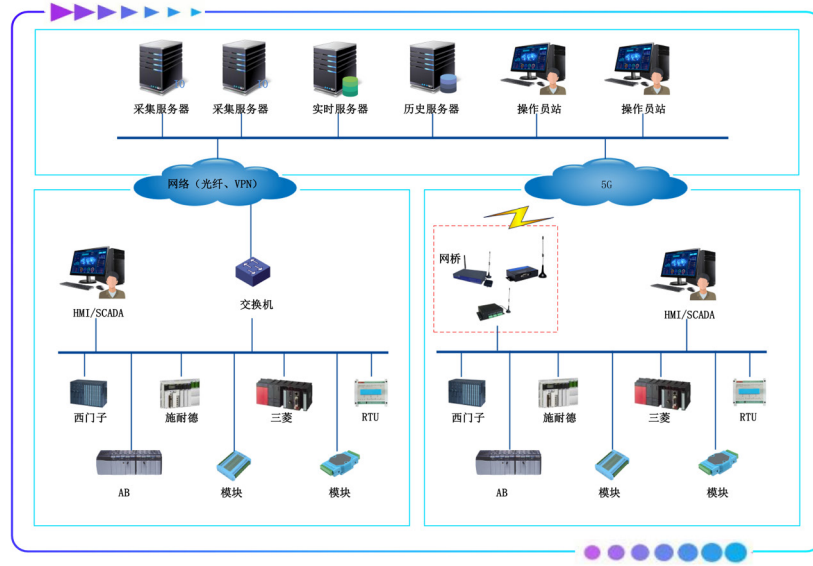 采集服务器
采集服务器
实时服务器
历史服务器
操作员站
操作员站
网络（光纤、VPN）
5G
网桥
HMI/SCADA
交换机
HMI/SCADA
西门子
施耐德
三菱
RTU
西门子
施耐德
三菱
RTU
AB
模块
模块
AB
模块
模块